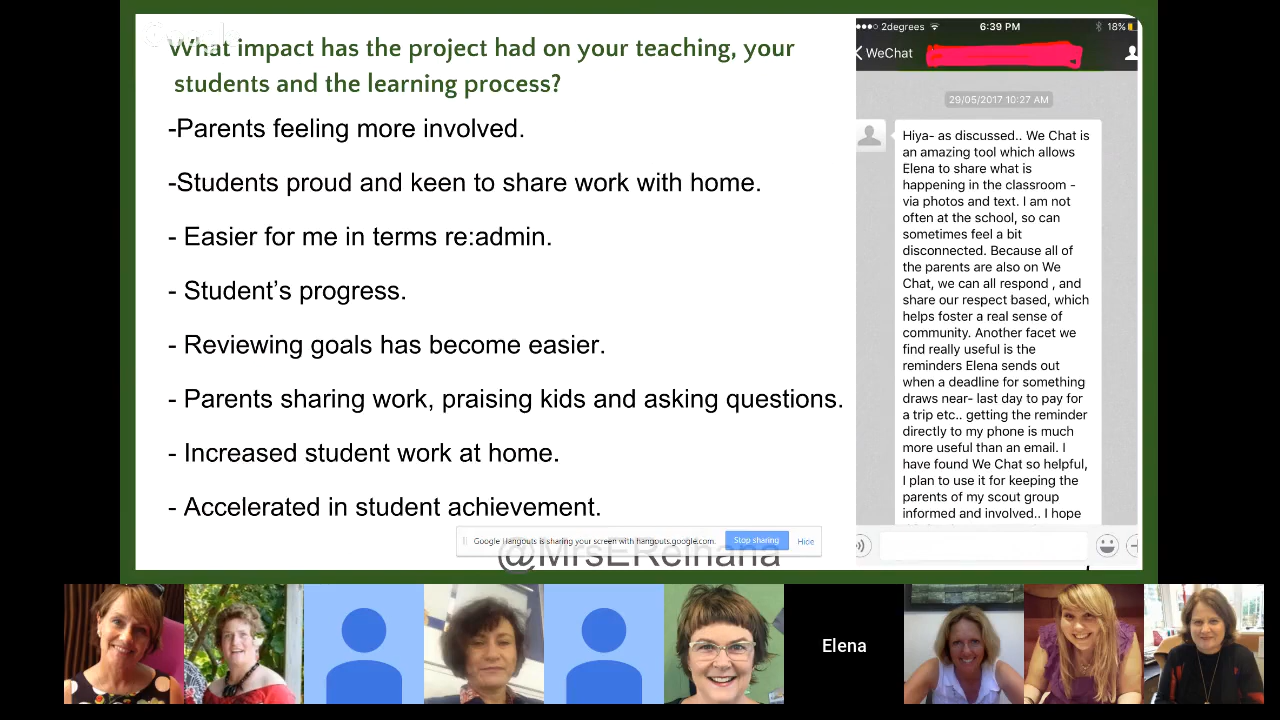 What impact has the project had on your teaching, your
students and the learning process?
-Parents feeling more involved.
-Students proud and keen to share work with home.
- Easier for me in terms re:admin.
- Student’s progress.
- Reviewing goals has become easier.
- Parents sharing work, praising kids and asking questions.
- Increased student work at home.
- Accelerated in student achievement.
Google Hangouts is sharing your screen with hangouts.google.com. Stop sharing Hide
@MrsEReihana
2degrees 6:39 PM 18%
WeChat
29/05/2017 10:27 AM
Hiya- as discussed.. We Chat is
an amazing tool which allows
Elena to share what is
happening in the classroom -
via photos and text. I am not
often at the school, so can
sometimes feel a bit
disconnected. Because all of
the parents are also on We
Chat, we can all respond , and
share our respect based, which
helps foster a real sense of
community. Another facet we
find really useful is the
reminders Elena sends out
when a deadline for something
draws near- last day to pay for
a trip etc.. getting the reminder
directly to my phone is much
more useful than an email. I
have found We Chat so helpful,
I plan to use it for keeping the
parents of my scout group
informed and involved.. I hope
Elena